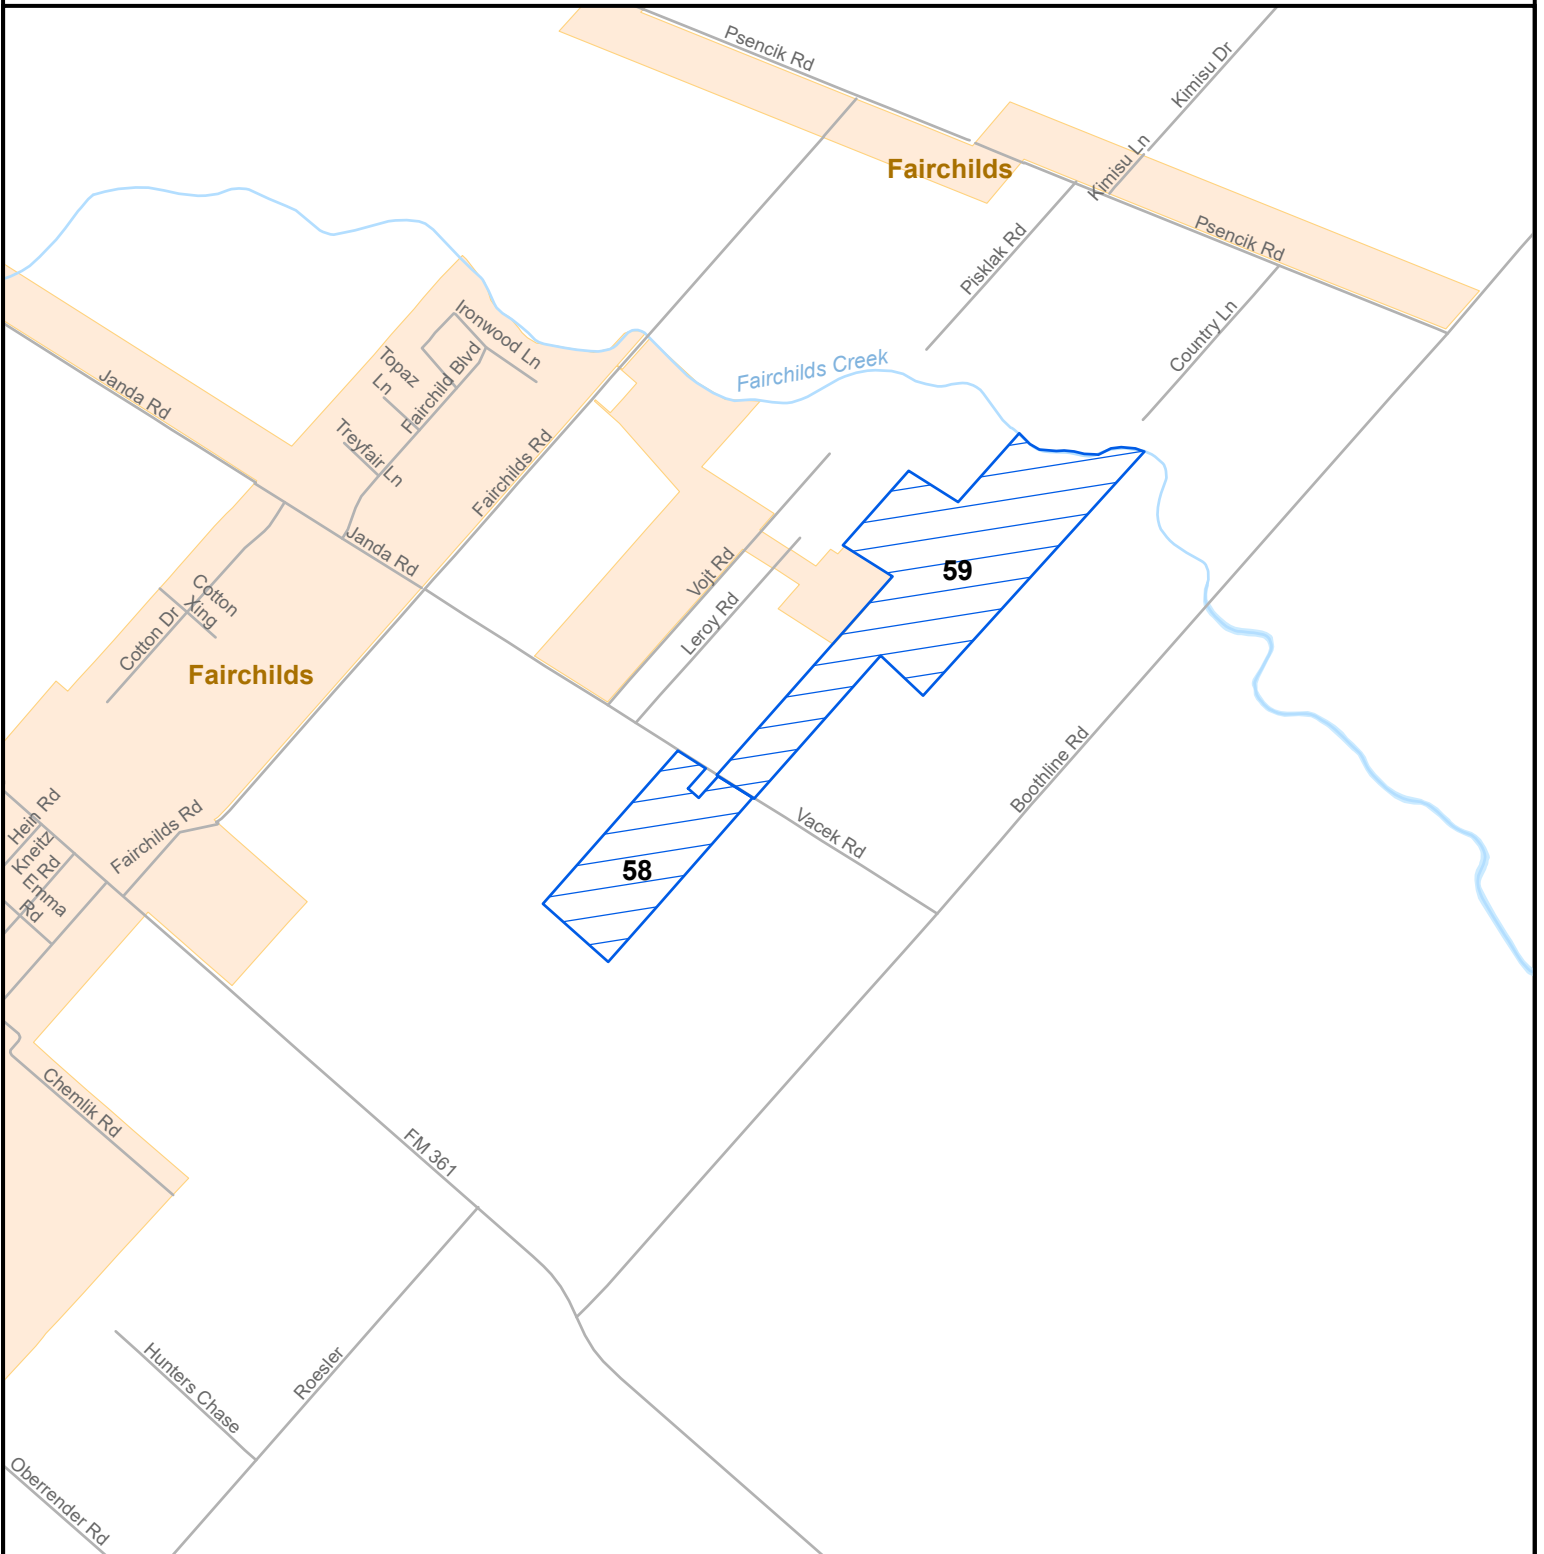 Psencik Rd
Kimisu Dr
Kimisu Ln
Fairchilds
Psencik Rd
Pisklak Rd
Country Ln
Ironwood Ln
Topaz
Ln
Fairchild Blvd
Fairchilds Creek
Janda Rd
Treyfair Ln
Fairchilds Rd
Janda Rd
Vojt Rd
Leroy Rd
59
Cotton
Xing
Cotton Dr
Fairchilds
Boothline Rd
Vacek Rd
58
Hein Rd
Kneitz
Rd
Emma
Rd
Fairchilds Rd
Chemlik Rd
FM 361
Hunters Chase
Roesler
Oberrender Rd